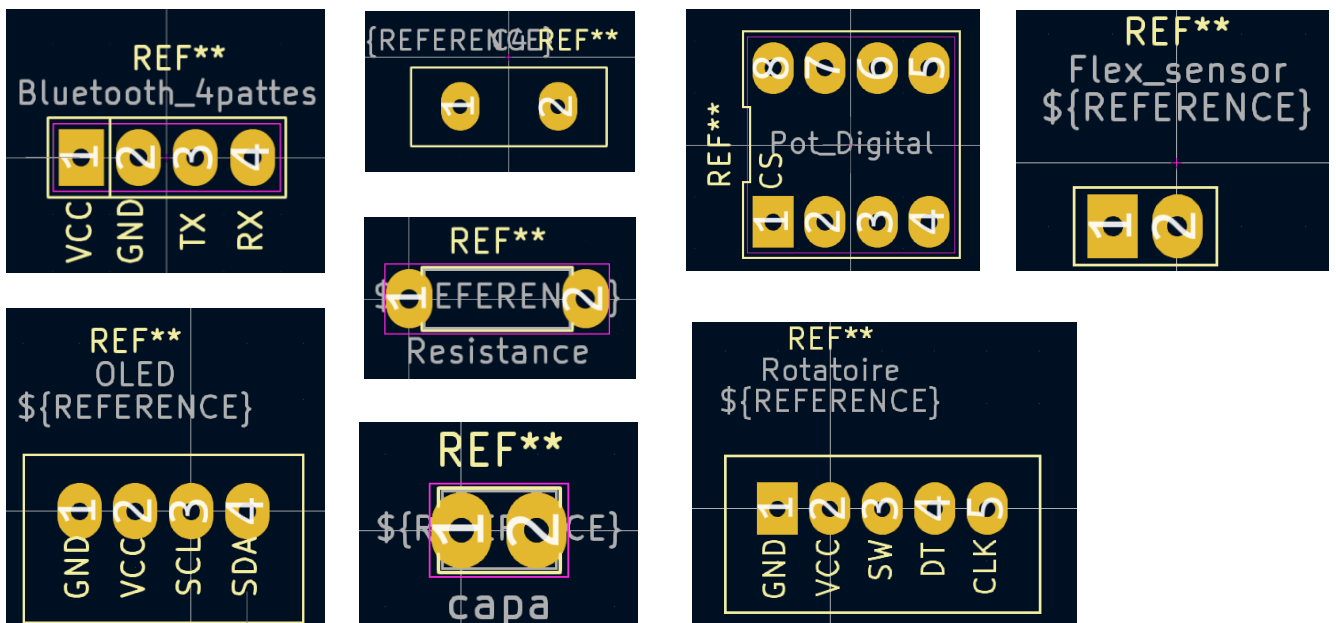 REF**
Bluetooth_4pattes
1 2 3 4
VCC GND TX RX
REF**
1 2
REF**
1 2
Resistance
REF**
8 7 6 5
Pot_Digital
CS
1 2 3 4
REF**
Flex_sensor
${REFERENCE}
1 2
REF**
OLED
${REFERENCE}
1 2 3 4
GND VCC SCL SDA
REF**
1 2
capa
REF**
Rotatoire
${REFERENCE}
1 2 3 4 5
GND VCC SW DT CLK